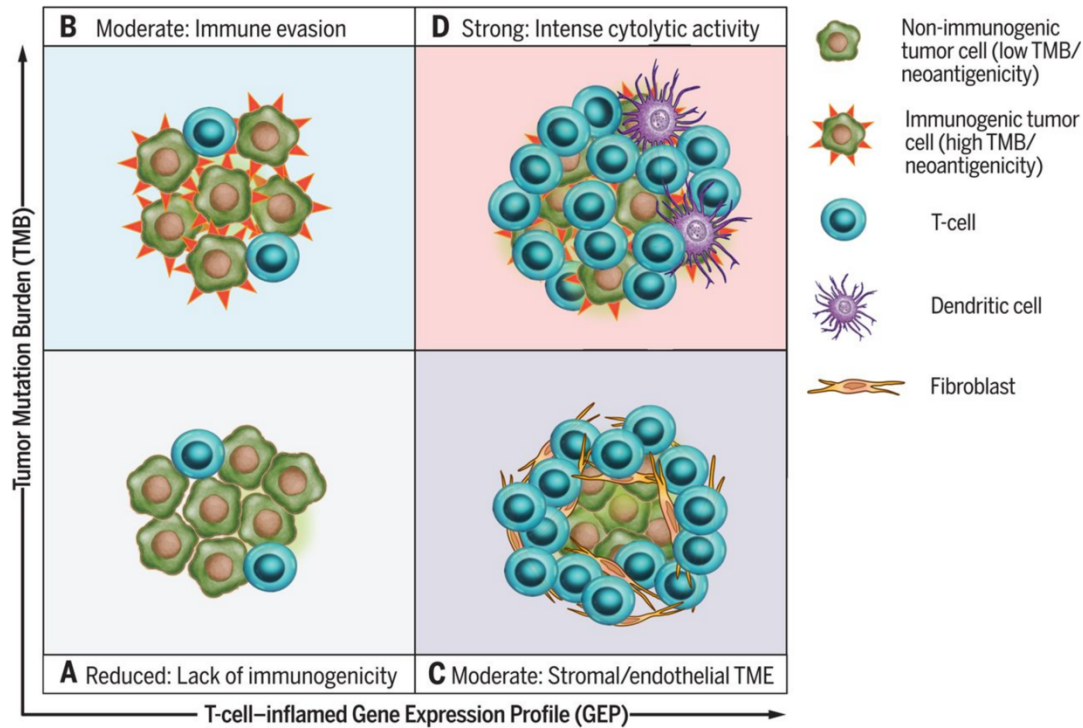 B Moderate: Immune evasion
D Strong: Intense cytolytic activity
Non-immunogenic
tumor cell (low TMB/
neoantigenicity)
Immunogenic tumor
cell (high TMB/
neoantigenicity)
T-cell
Dendritic cell
Fibroblast
Tumor Mutation Burden (TMB)
A Reduced: Lack of immunogenicity
C Moderate: Stromal/endothelial TME
T-cell–inflamed Gene Expression Profile (GEP)